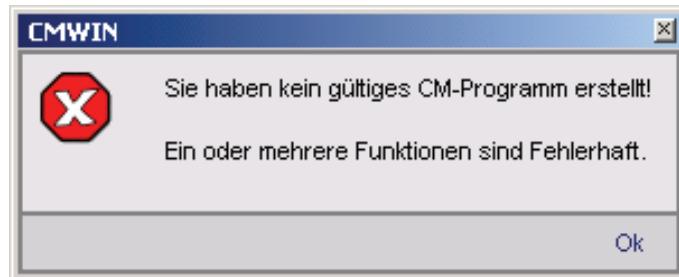 CMWIN
Sie haben kein gültiges CM-Programm erstellt!
Ein oder mehrere Funktionen sind Fehlerhaft.
Ok